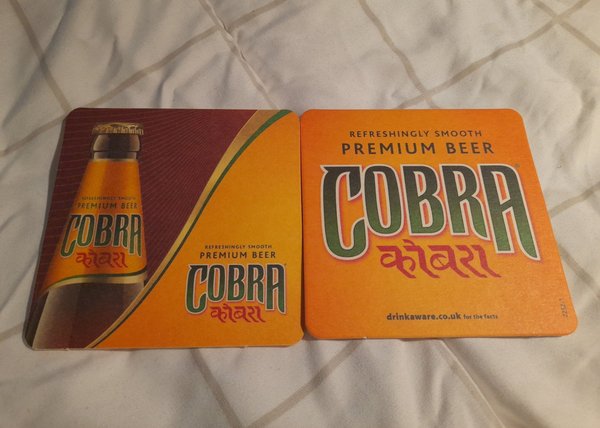 REFRESHINGLY SMOOTH
PREMIUM BEER
COBRA
कोबरा
REFRESHINGLY SMOOTH
PREMIUM BEER
COBRA
कोबरा
REFRESHINGLY SMOOTH
PREMIUM BEER
COBRA
कोबरा
drinkaware.co.uk for the facts